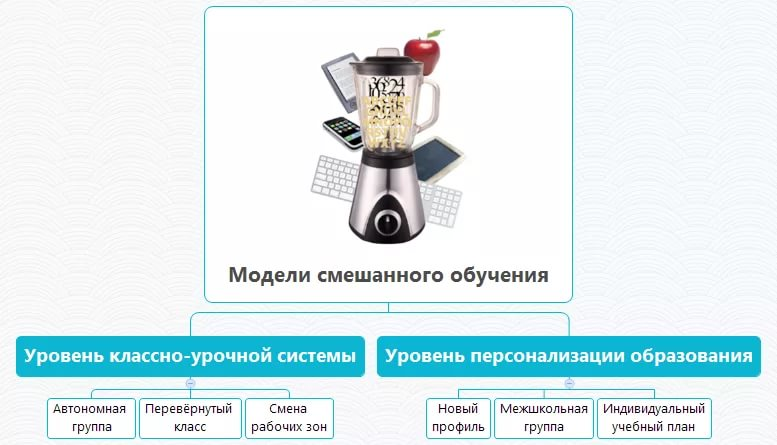 36824
Модели смешанного обучения
Уровень классно-урочной системы
Уровень персонализации образования
Автономная
группа
Перевёрнутый
класс
Смена
рабочих зон
Новый
профиль
Межшкольная
группа
Индивидуальный
учебный план